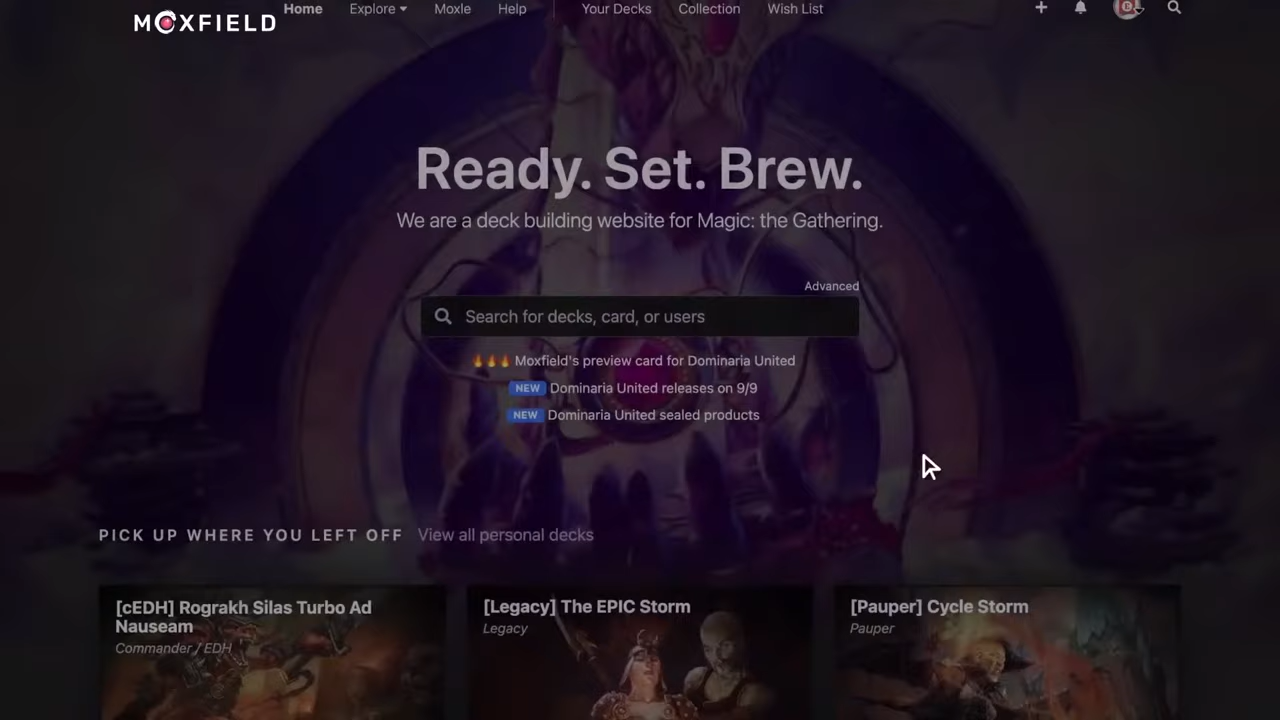 MOXFIELD
Home Explore Moxie Help Your Decks Collection Wish List
Ready. Set. Brew.
We are a deck building website for Magic: the Gathering.
Advanced
Search for decks, card, or users
🔥🔥🔥 Moxfield's preview card for Dominaria United
NEW Dominaria United releases on 9/9
NEW Dominaria United sealed products
PICK UP WHERE YOU LEFT OFF View all personal decks
[cEDH] Rograkh Silas Turbo Ad
Nauseam
Commander / EDH
[Legacy] The EPIC Storm
Legacy
[Pauper] Cycle Storm
Pauper